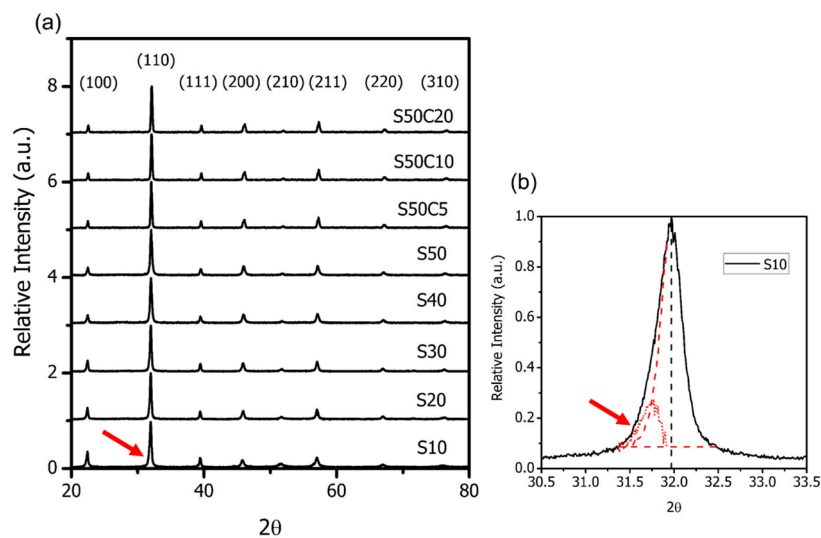 (a)
(100)
(110)
(111)
(200)
(210)
(211)
(220)
(310)
S50C20
S50C10
S50C5
S50
S40
S30
S20
S10
8
6
4
2
0
20
40
60
80
Relative Intensity (a.u.)
2θ
(b)
S10
1.0
0.8
0.6
0.4
0.2
0.0
30.5
31.0
31.5
32.0
32.5
33.0
33.5
Relative Intensity (a.u.)
2θ